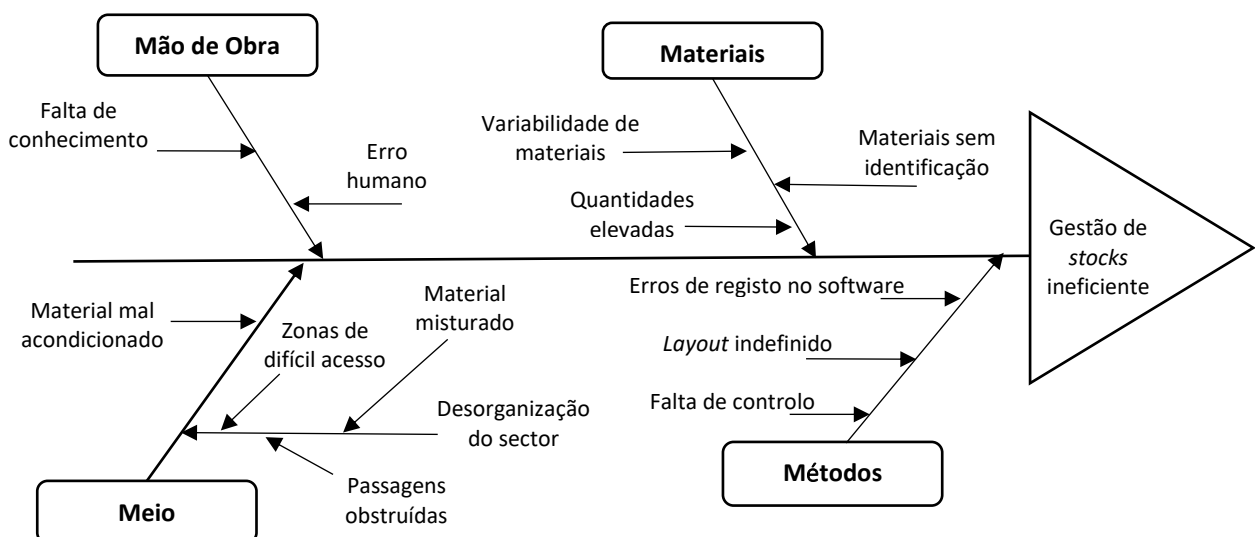 Mão de Obra
Materiais
Falta de
conhecimento
Erro
humano
Variabilidade de
materiais
Materiais sem
identificação
Quantidades
elevadas
Gestão de
stocks
ineficiente
Material mal
acondicionado
Zonas de
difícil acesso
Material
misturado
Desorganização
do sector
Passagens
obstruídas
Meio
Erros de registo no software
Layout indefinido
Falta de controlo
Métodos